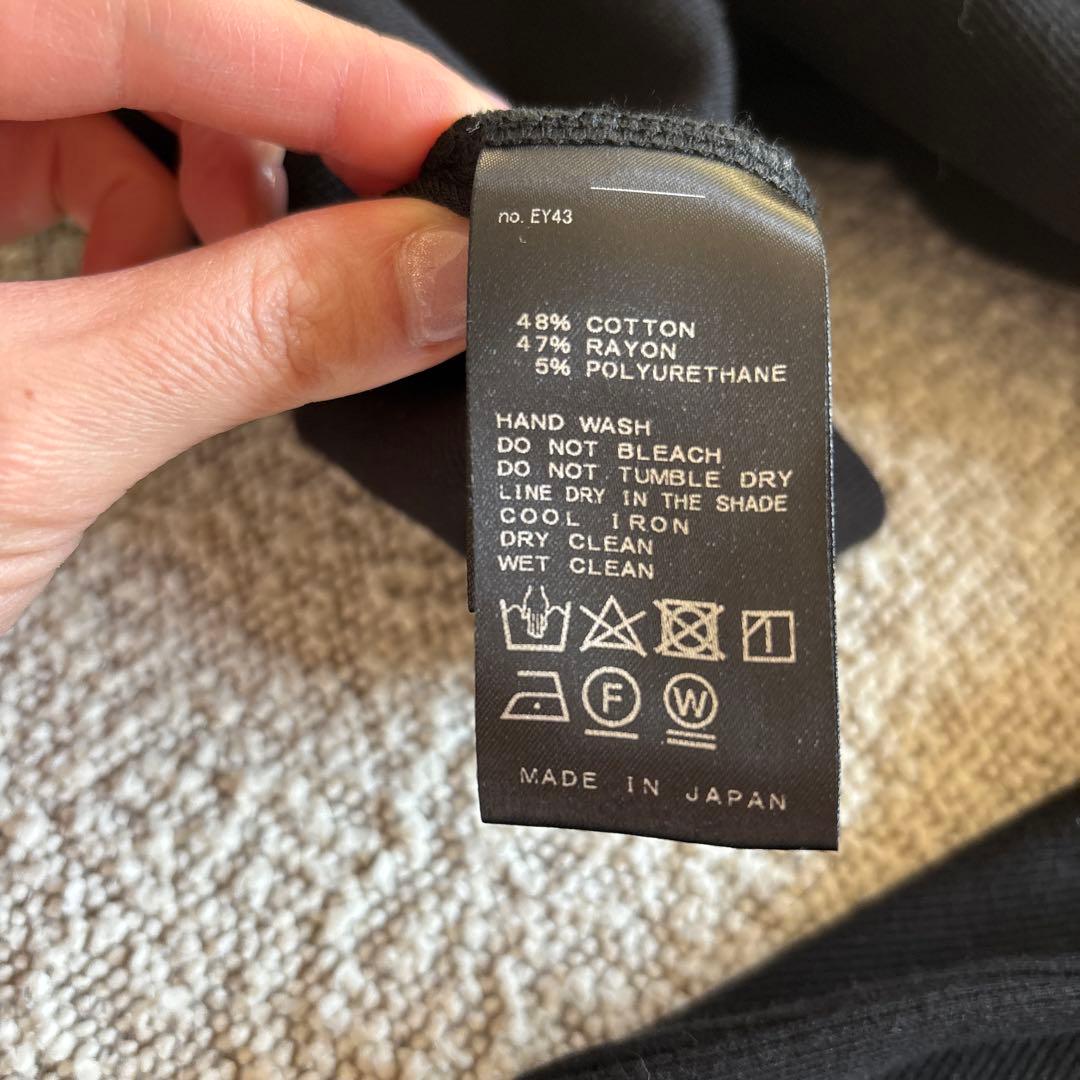 no. EY43
48% COTTON
47% RAYON
5% POLYURETHANE
HAND WASH
DO NOT BLEACH
DO NOT TUMBLE DRY
LINE DRY IN THE SHADE
COOL IRON
DRY CLEAN
WET CLEAN
F W
MADE IN JAPAN